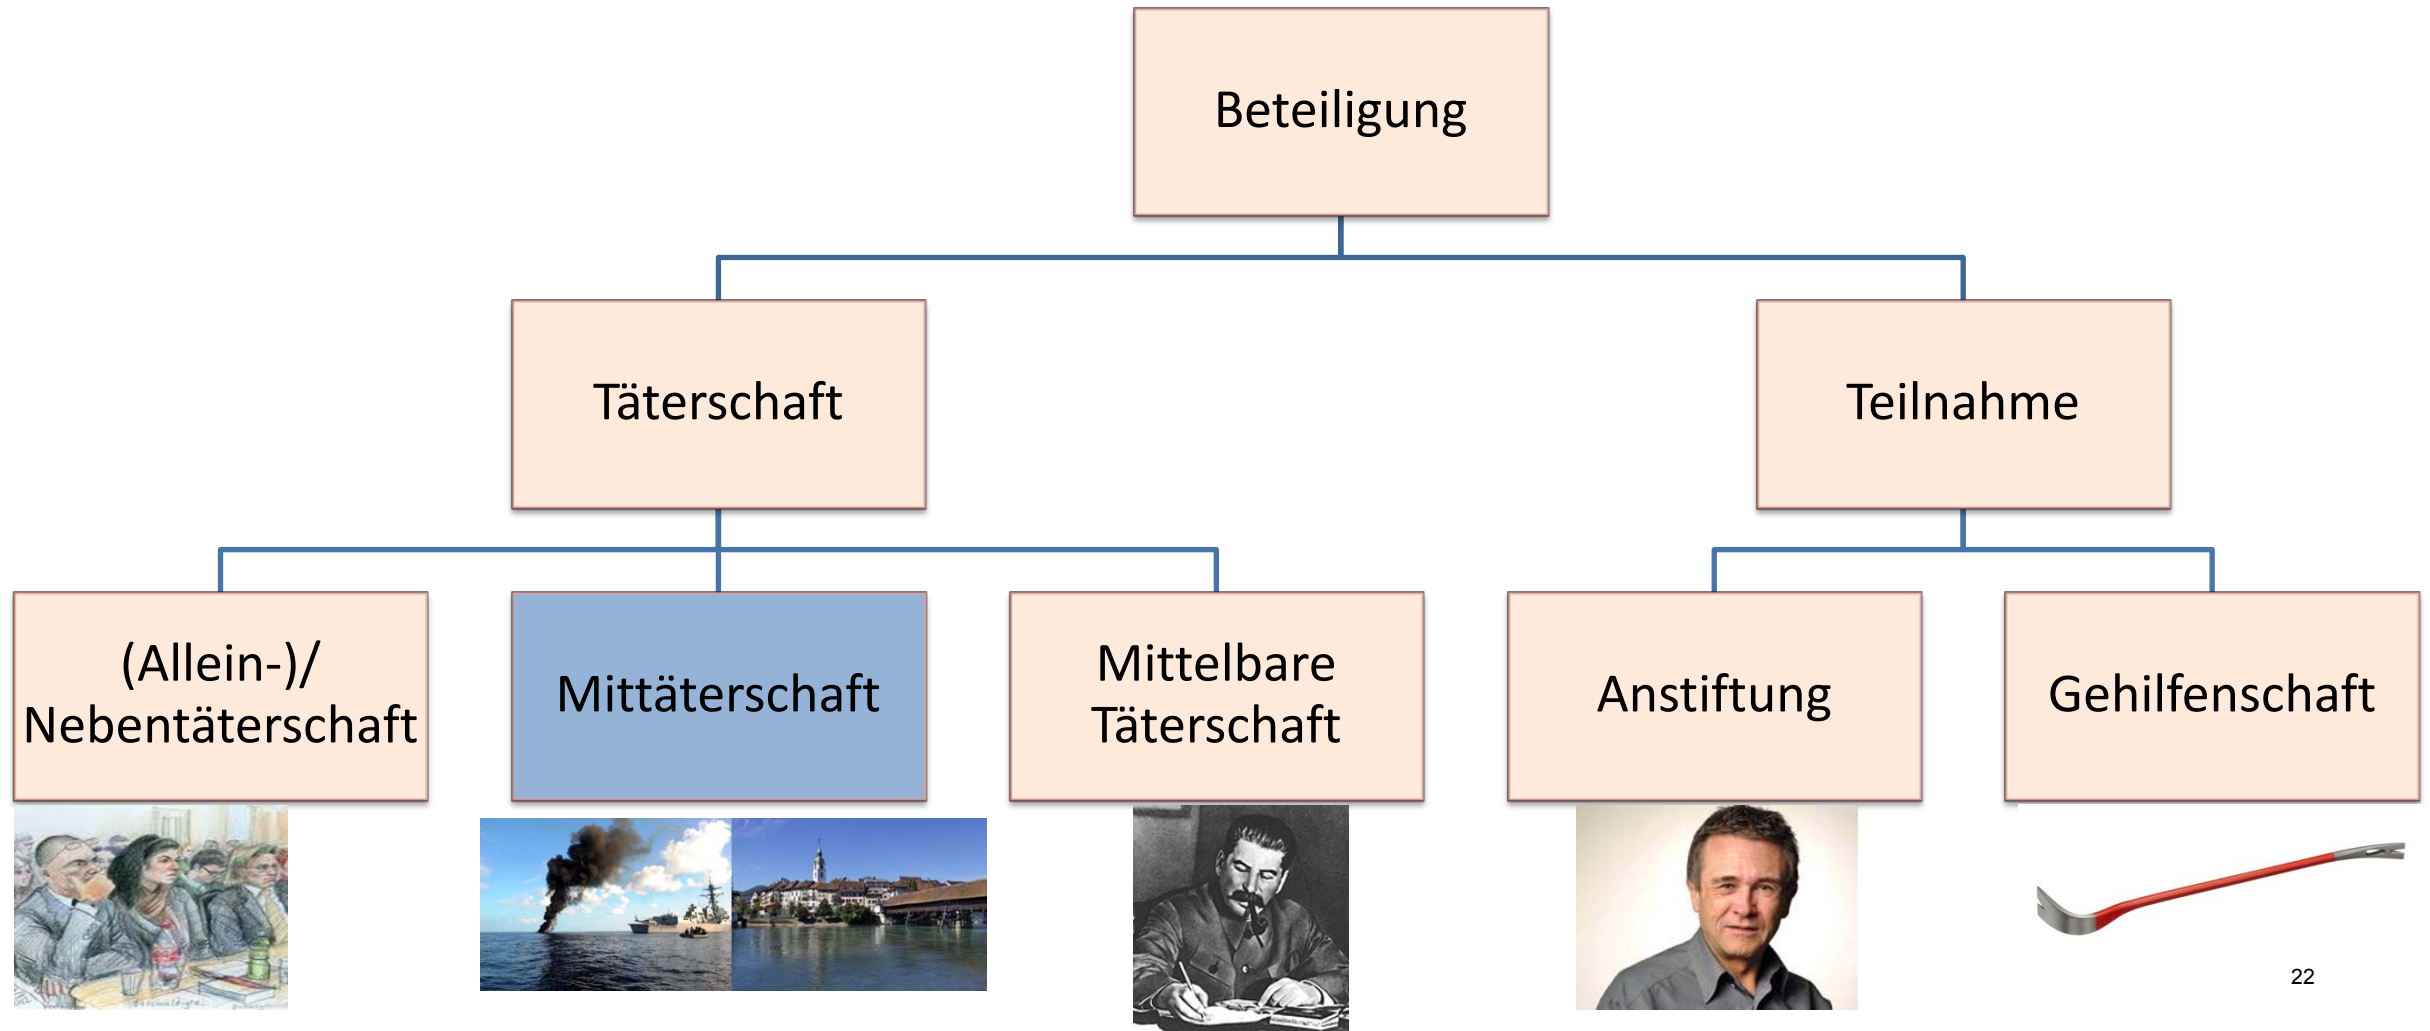 Beteiligung
Täterschaft
Teilnahme
(Allein-)/
Nebentäterschaft
Mittäterschaft
Mittelbare
Täterschaft
Anstiftung
Gehilfenschaft
22